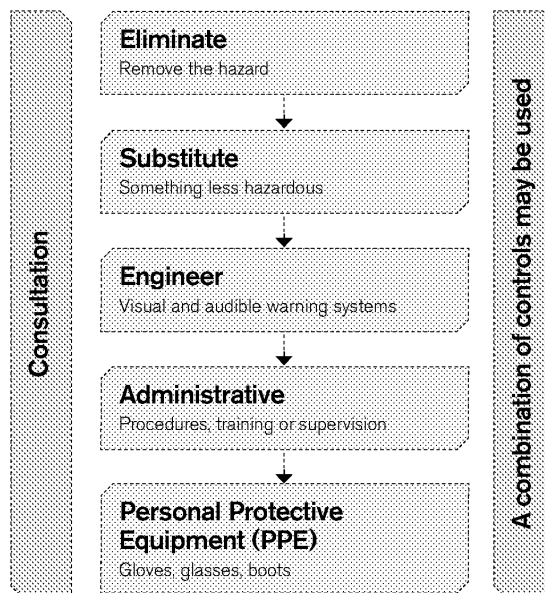 Consultation
Eliminate
Remove the hazard
Substitute
Something less hazardous
Engineer
Visual and audible warning systems
Administrative
Procedures, training or supervision
Personal Protective
Equipment (PPE)
Gloves, glasses, boots
A combination of controls may be used